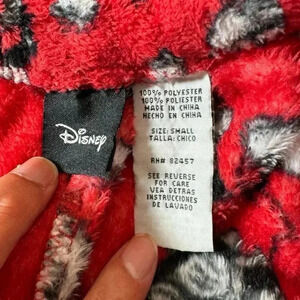 Disney
100% POLYESTER
100% POLIESTER
MADE IN CHINA
HECHO EN CHINA
SIZE: SMALL
TALLA: CHICO
RH# 82457
SEE REVERSE
FOR CARE
VEA DETRAS
INSTRUCCIONES
DE LAVADO